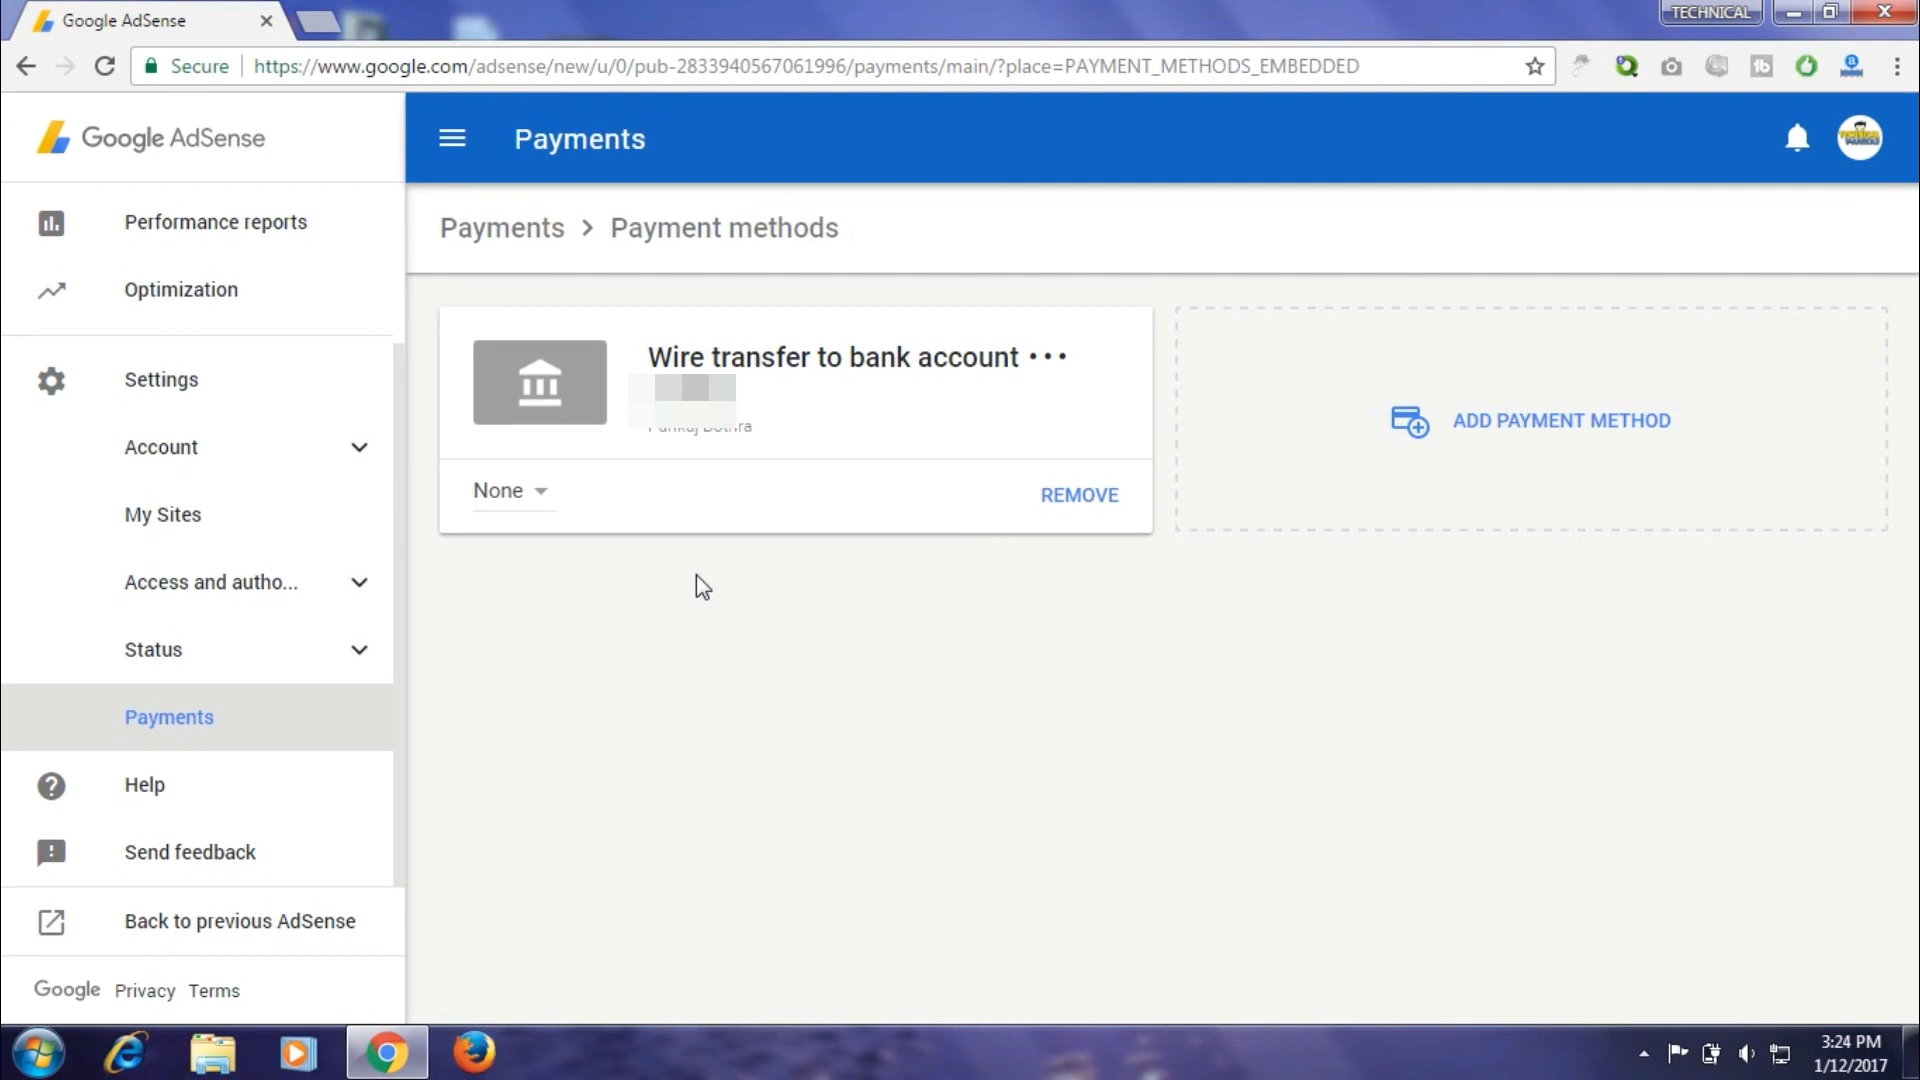 Google AdSense
TECHNICAL
Secure
https://www.google.com/adsense/new/u/0/pub-2833940567061996/payments/main/?place=PAYMENT_METHODS_EMBEDDED
Google AdSense
Payments
Performance reports
Optimization
Settings
Account
My Sites
Access and autho...
Status
Payments
Help
Send feedback
Back to previous AdSense
Google Privacy Terms
Payments > Payment methods
Wire transfer to bank account •••
None
REMOVE
ADD PAYMENT METHOD
3:24 PM
1/12/2017